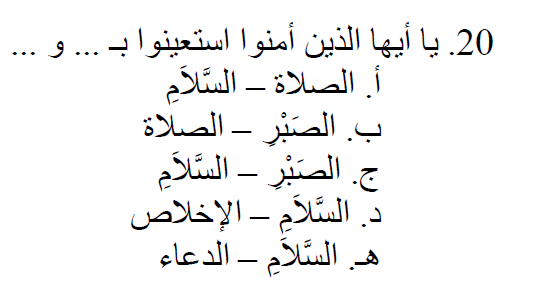 20. يا أيها الذين أمنوا استعينوا بـ ... و ...
أ. الصلاة – السَّلاَمِ
ب. الصَبْرِ – الصلاة
ج. الصَبْرِ – السَّلاَمِ
د. السَّلاَمِ – الإخلاص
هـ. السَّلاَمِ – الدعاء